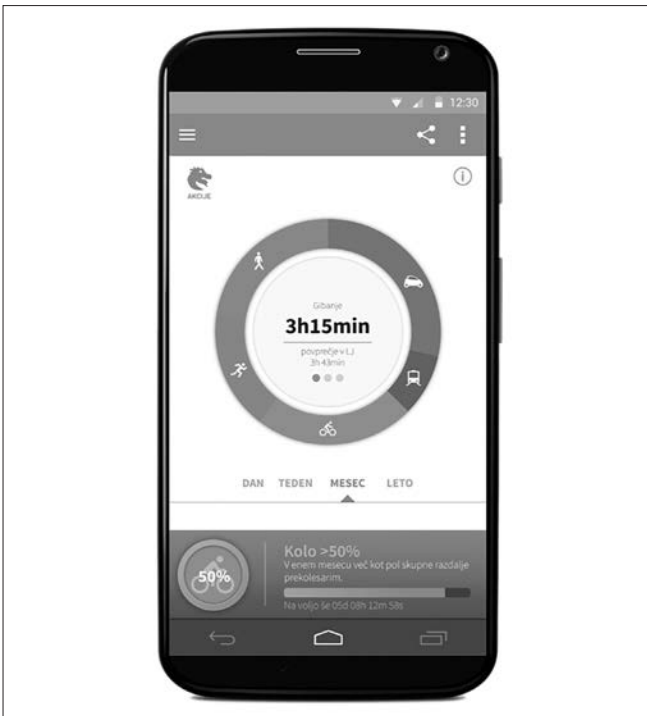 12:30
AKCIJE
Gibanje
3h15min
povprečje v LJ
3h 43min
DAN TEDEN MESEC LETO
50%
Kolo >50%
V enem mesecu več kot pol skupne razdalje
prekolesarim.
Na voljo še 05d 08h 12m 58s